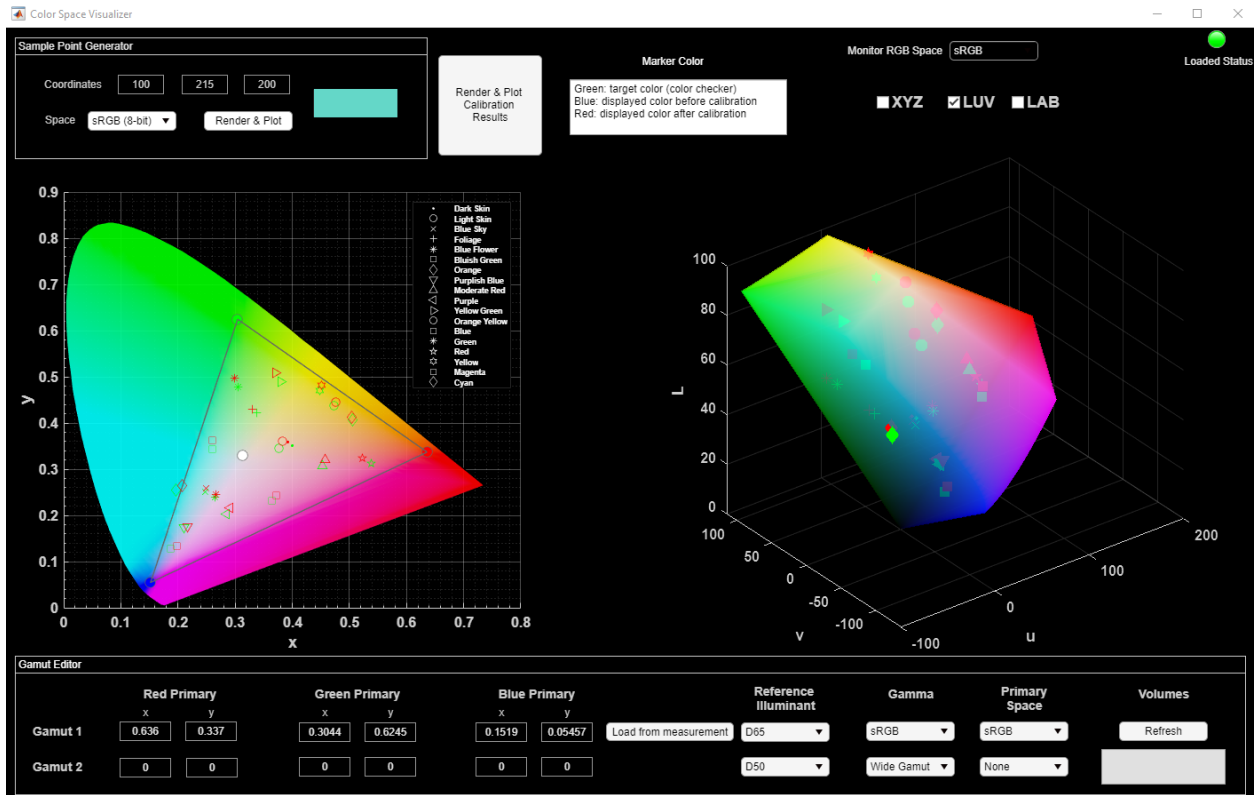 Color Space Visualizer
Sample Point Generator
Coordinates 100 215 200
Space sRGB (8-bit) Render & Plot
Render & Plot
Calibration
Results
Marker Color
Green: target color (color checker)
Blue: displayed color before calibration
Red: displayed color after calibration
Monitor RGB Space sRGB
Loaded Status
XYZ LUV LAB
0.9
0.8
0.7
0.6
0.5
0.4
0.3
0.2
0.1
0
y
0 0.1 0.2 0.3 0.4 0.5 0.6 0.7 0.8
x
Dark Skin
Light Skin
Blue Sky
Foliage
Blue Flower
Bluish Green
Orange
Purplish Blue
Moderate Red
Purple
Yellow Green
Orange Yellow
Blue
Green
Red
Yellow
Magenta
Cyan
100
80
60
40
20
0
L
100
50
0
-50
-100
v
-100
0
100
200
u
Gamut Editor
Red Primary Green Primary Blue Primary Reference Illuminant Gamma Primary Space Volumes
x y x y x y
Gamut 1 0.636 0.337 0.3044 0.6245 0.1519 0.05457 Load from measurement D65 sRGB sRGB Refresh
Gamut 2 0 0 0 0 0 0 D50 Wide Gamut None